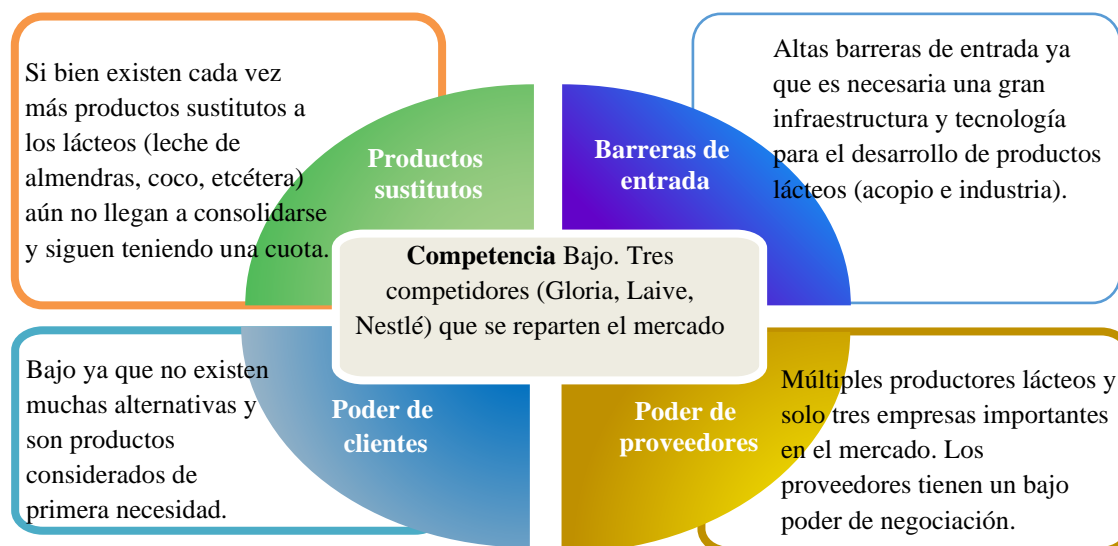 Si bien existen cada vez
más productos sustitutos a
los lácteos (leche de
almendras, coco, etcétera)
aún no llegan a consolidarse
y siguen teniendo una cuota.
Productos
sustitutos
Barreras de
entrada
Altas barreras de entrada ya
que es necesaria una gran
infraestructura y tecnología
para el desarrollo de productos
lácteos (acopio e industria).
Competencia Bajo. Tres
competidores (Gloria, Laive,
Nestlé) que se reparten el mercado
Bajo ya que no existen
muchas alternativas y
son productos
considerados de
primera necesidad.
Poder de
clientes
Poder de
proveedores
Múltiples productores lácteos y
solo tres empresas importantes
en el mercado. Los
proveedores tienen un bajo
poder de negociación.